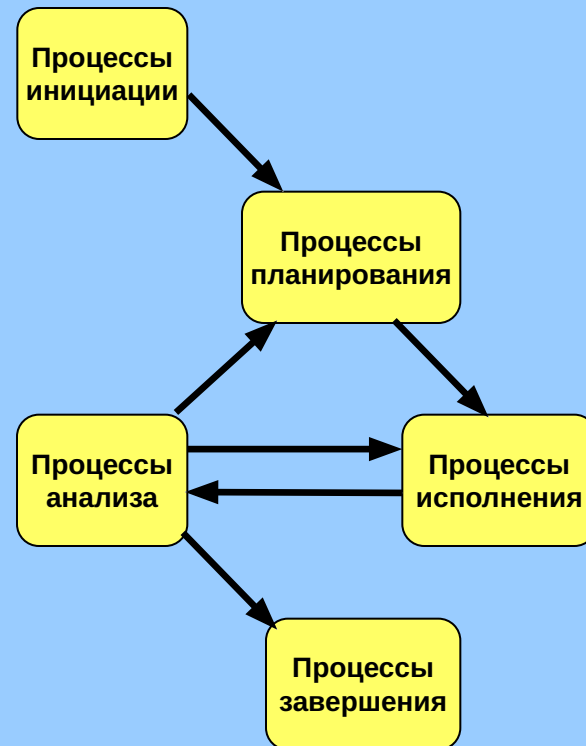 Процессы
инициации
Процессы
планирования
Процессы
анализа
Процессы
исполнения
Процессы
завершения